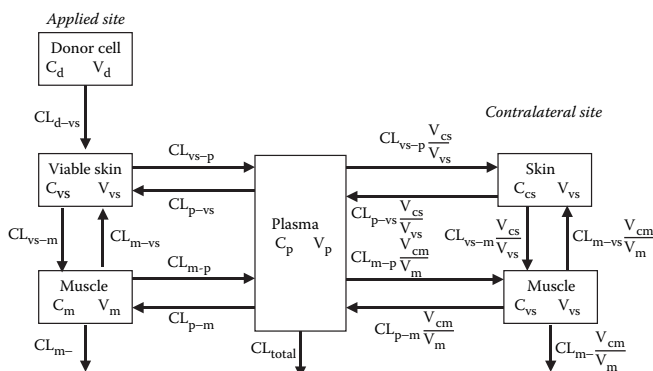 Applied site
Donor cell
C_d V_d
CL_d–vs
Contralateral site
Viable skin
C_vs V_vs
CL_vs–p
CL_p–vs
CL_vs–m
CL_m–vs
Muscle
C_m V_m
CL_m-p
CL_p–m
CL_m–
Plasma
C_p V_p
CL_total
CL_vs–p V_cs/V_vs
CL_p–vs V_cs/V_vs
CL_m–p V_cm/V_m
CL_p–m V_cm/V_m
Skin
C_cs V_vs
CL_vs–m V_cs/V_vs
CL_m–vs V_cm/V_m
Muscle
C_vs V_vs
CL_m– V_cm/V_m